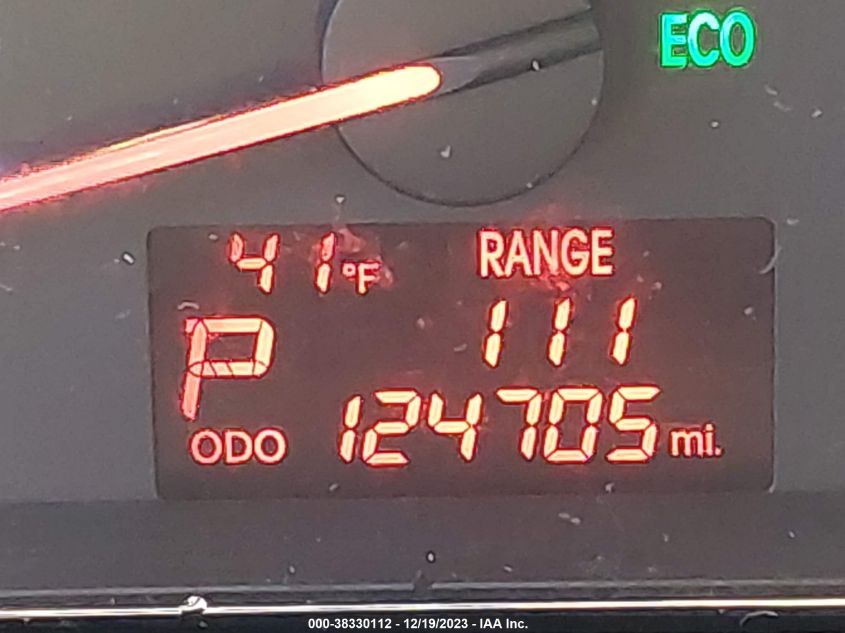 ECO
41°F RANGE
P 111
ODO 124705 mi.
000-38330112 - 12/19/2023 - IAA Inc.